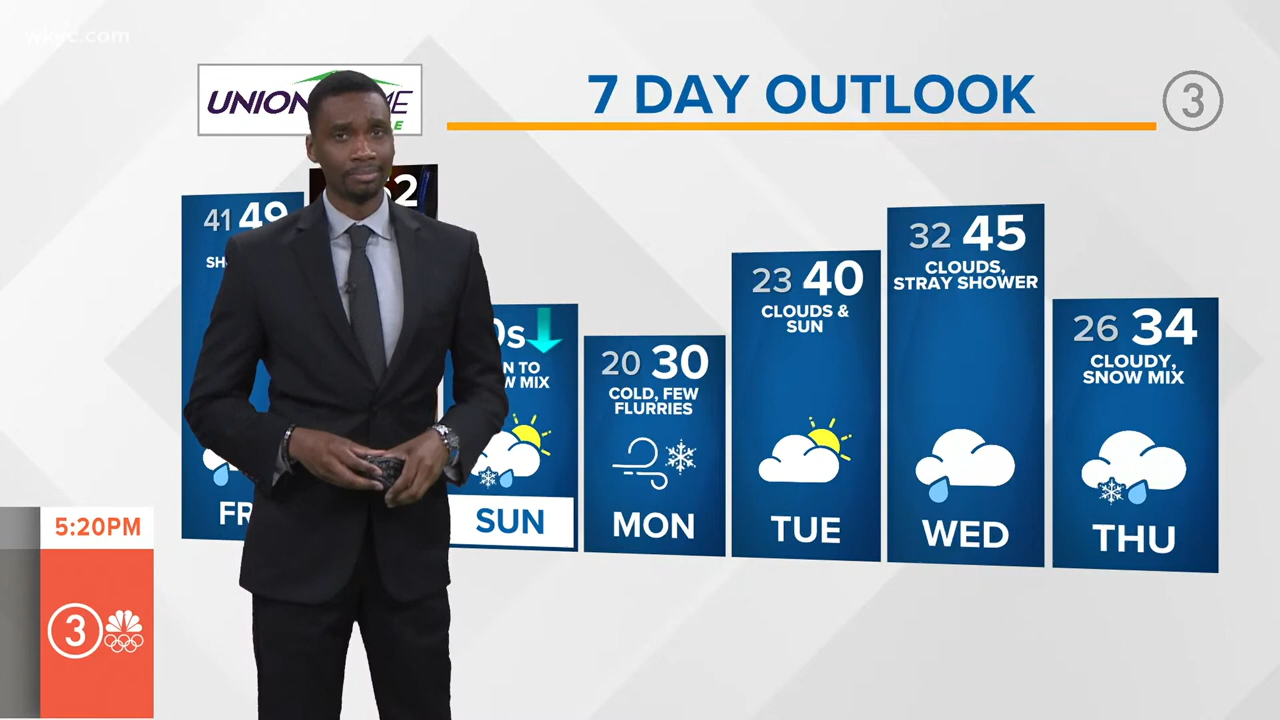 wkyc.com
UNION
7 DAY OUTLOOK
3
41 49
20 30
COLD, FEW
FLURRIES
MON
23 40
CLOUDS &
SUN
TUE
32 45
CLOUDS,
STRAY SHOWER
WED
26 34
CLOUDY,
SNOW MIX
THU
SUN
5:20PM
3